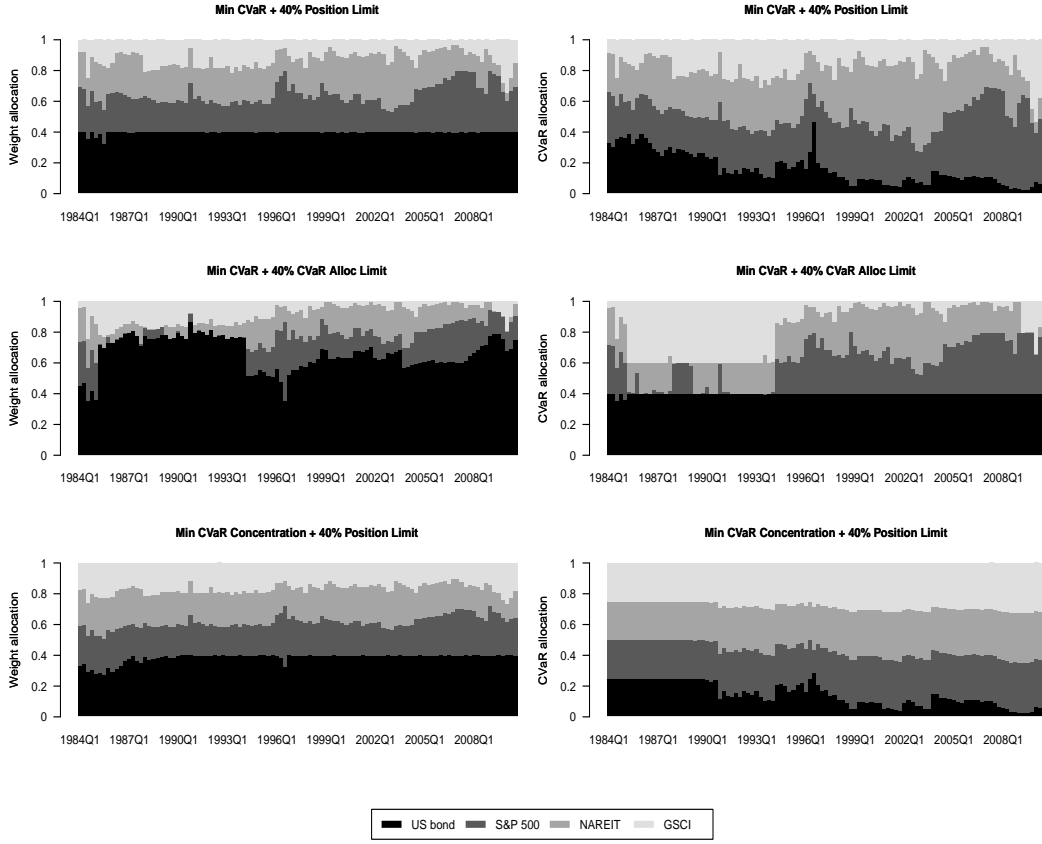 Min CVaR + 40% Position Limit
Min CVaR + 40% Position Limit
Weight allocation
1
0.8
0.6
0.4
0.2
0
1984Q1 1987Q1 1990Q1 1993Q1 1996Q1 1999Q1 2002Q1 2005Q1 2008Q1
CVaR allocation
1
0.8
0.6
0.4
0.2
0
1984Q1 1987Q1 1990Q1 1993Q1 1996Q1 1999Q1 2002Q1 2005Q1 2008Q1
Min CVaR + 40% CVaR Alloc Limit
Min CVaR + 40% CVaR Alloc Limit
Weight allocation
1
0.8
0.6
0.4
0.2
0
1984Q1 1987Q1 1990Q1 1993Q1 1996Q1 1999Q1 2002Q1 2005Q1 2008Q1
CVaR allocation
1
0.8
0.6
0.4
0.2
0
1984Q1 1987Q1 1990Q1 1993Q1 1996Q1 1999Q1 2002Q1 2005Q1 2008Q1
Min CVaR Concentration + 40% Position Limit
Min CVaR Concentration + 40% Position Limit
Weight allocation
1
0.8
0.6
0.4
0.2
0
1984Q1 1987Q1 1990Q1 1993Q1 1996Q1 1999Q1 2002Q1 2005Q1 2008Q1
CVaR allocation
1
0.8
0.6
0.4
0.2
0
1984Q1 1987Q1 1990Q1 1993Q1 1996Q1 1999Q1 2002Q1 2005Q1 2008Q1
US bond S&P 500 NAREIT GSCI